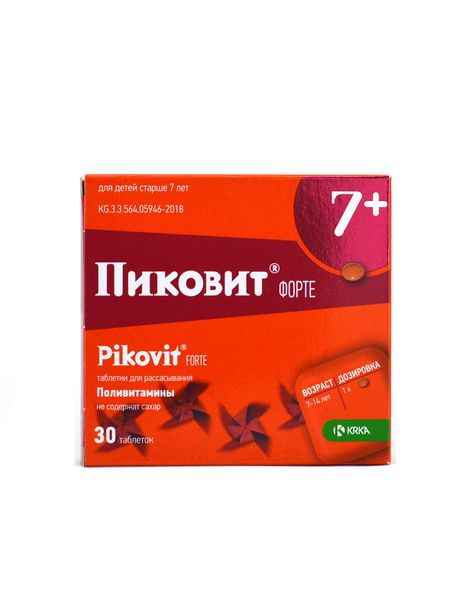 для детей старше 7 лет
KG.3.3.564.05946-2018
7+
Пиковит® ФОРТЕ
Pikovit® FORTE
таблетки для рассасывания
Поливитамины
не содержат сахар
30 таблеток
ВОЗРАСТ ДОЗИРОВКА
7-14 лет 1 x
KRKA